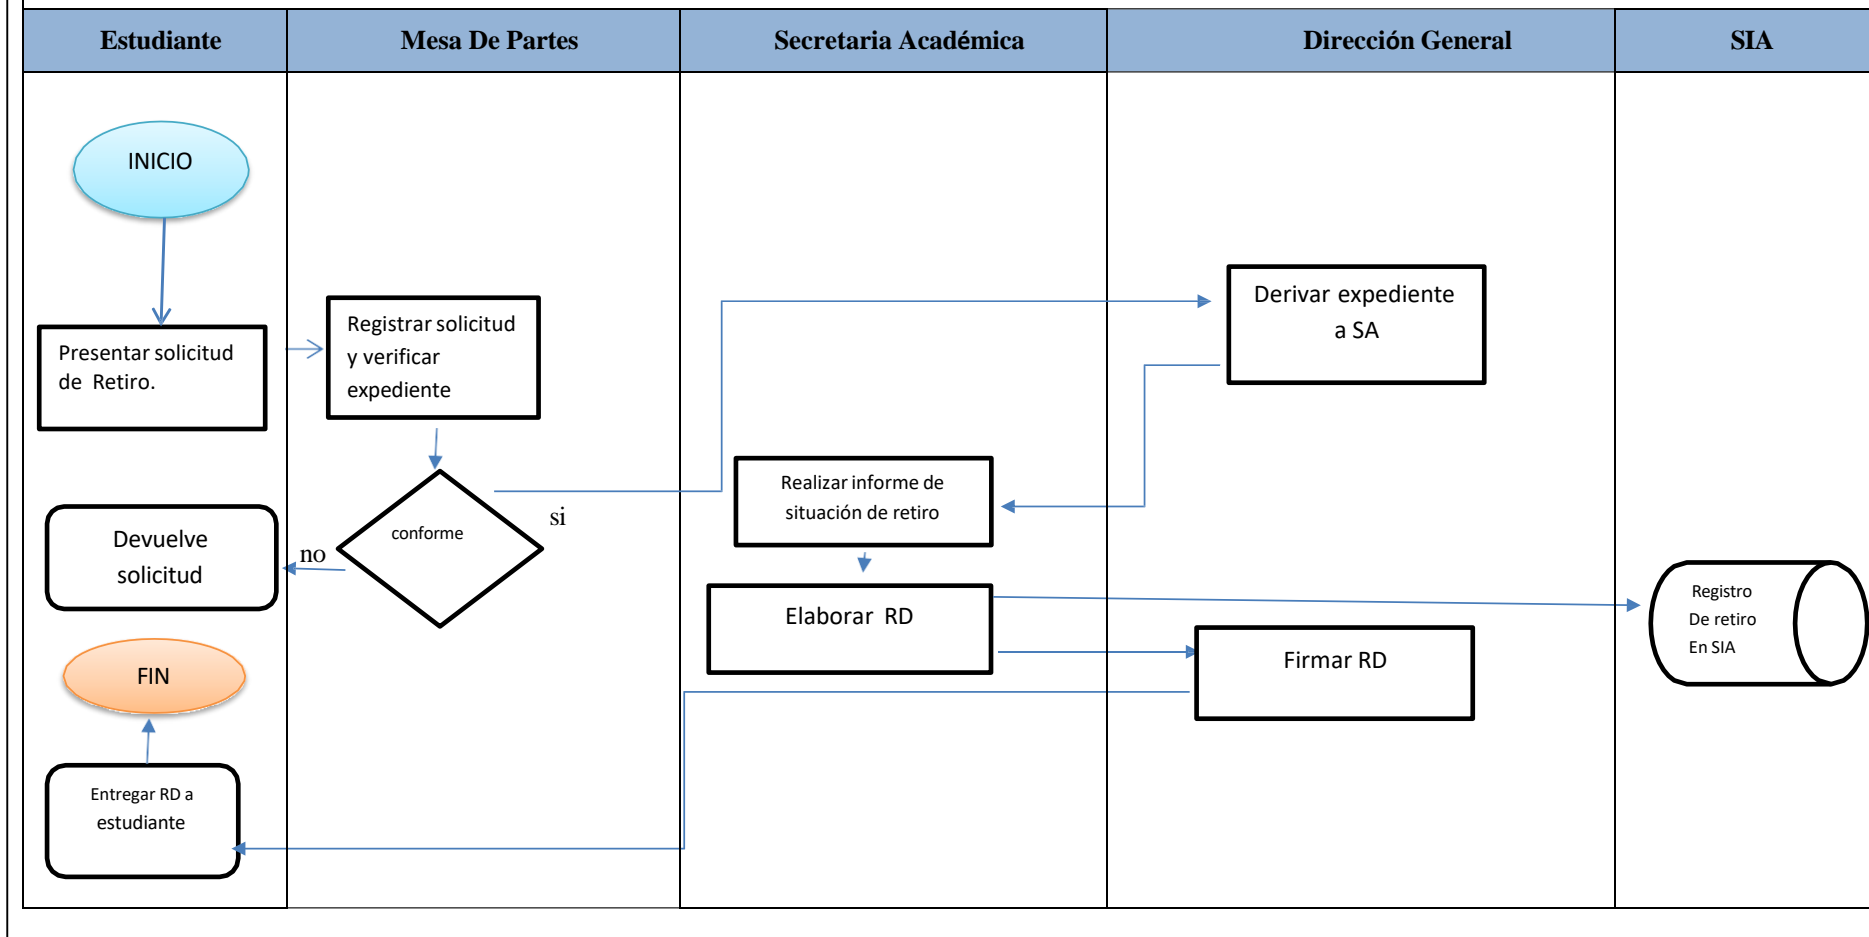 Estudiante
Mesa De Partes
Secretaria Académica
Dirección General
SIA
INICIO
Presentar solicitud
de Retiro.
Registrar solicitud
y verificar
expediente
conforme
si
no
Devuelve
solicitud
Derivar expediente
a SA
Realizar informe de
situación de retiro
Elaborar RD
Firmar RD
Registro
De retiro
En SIA
FIN
Entregar RD a
estudiante